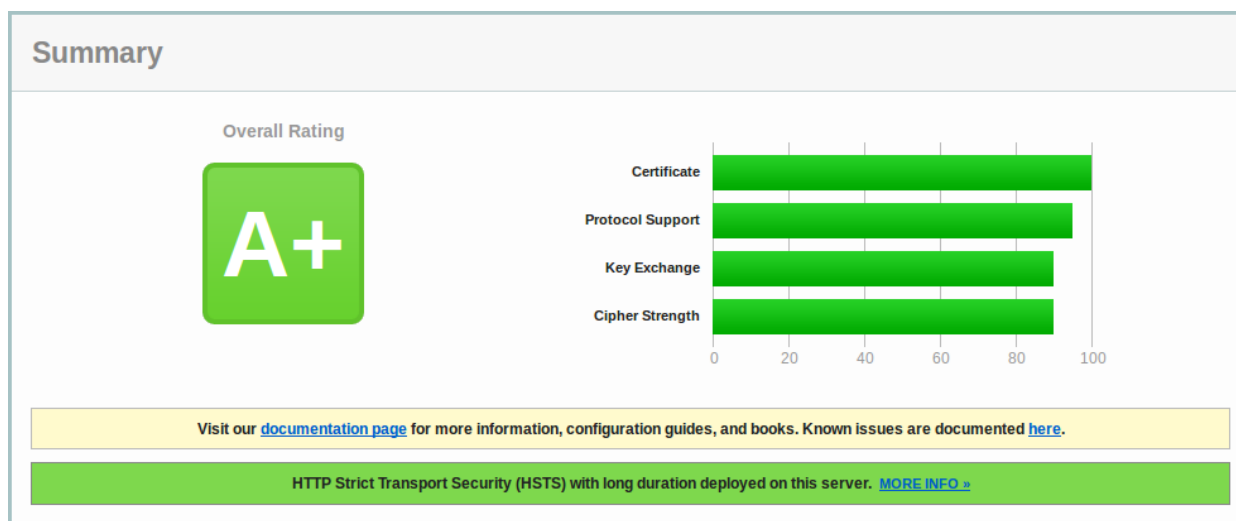 Summary
Overall Rating
A+
Certificate
Protocol Support
Key Exchange
Cipher Strength
0 20 40 60 80 100
Visit our documentation page for more information, configuration guides, and books. Known issues are documented here.
HTTP Strict Transport Security (HSTS) with long duration deployed on this server. MORE INFO »